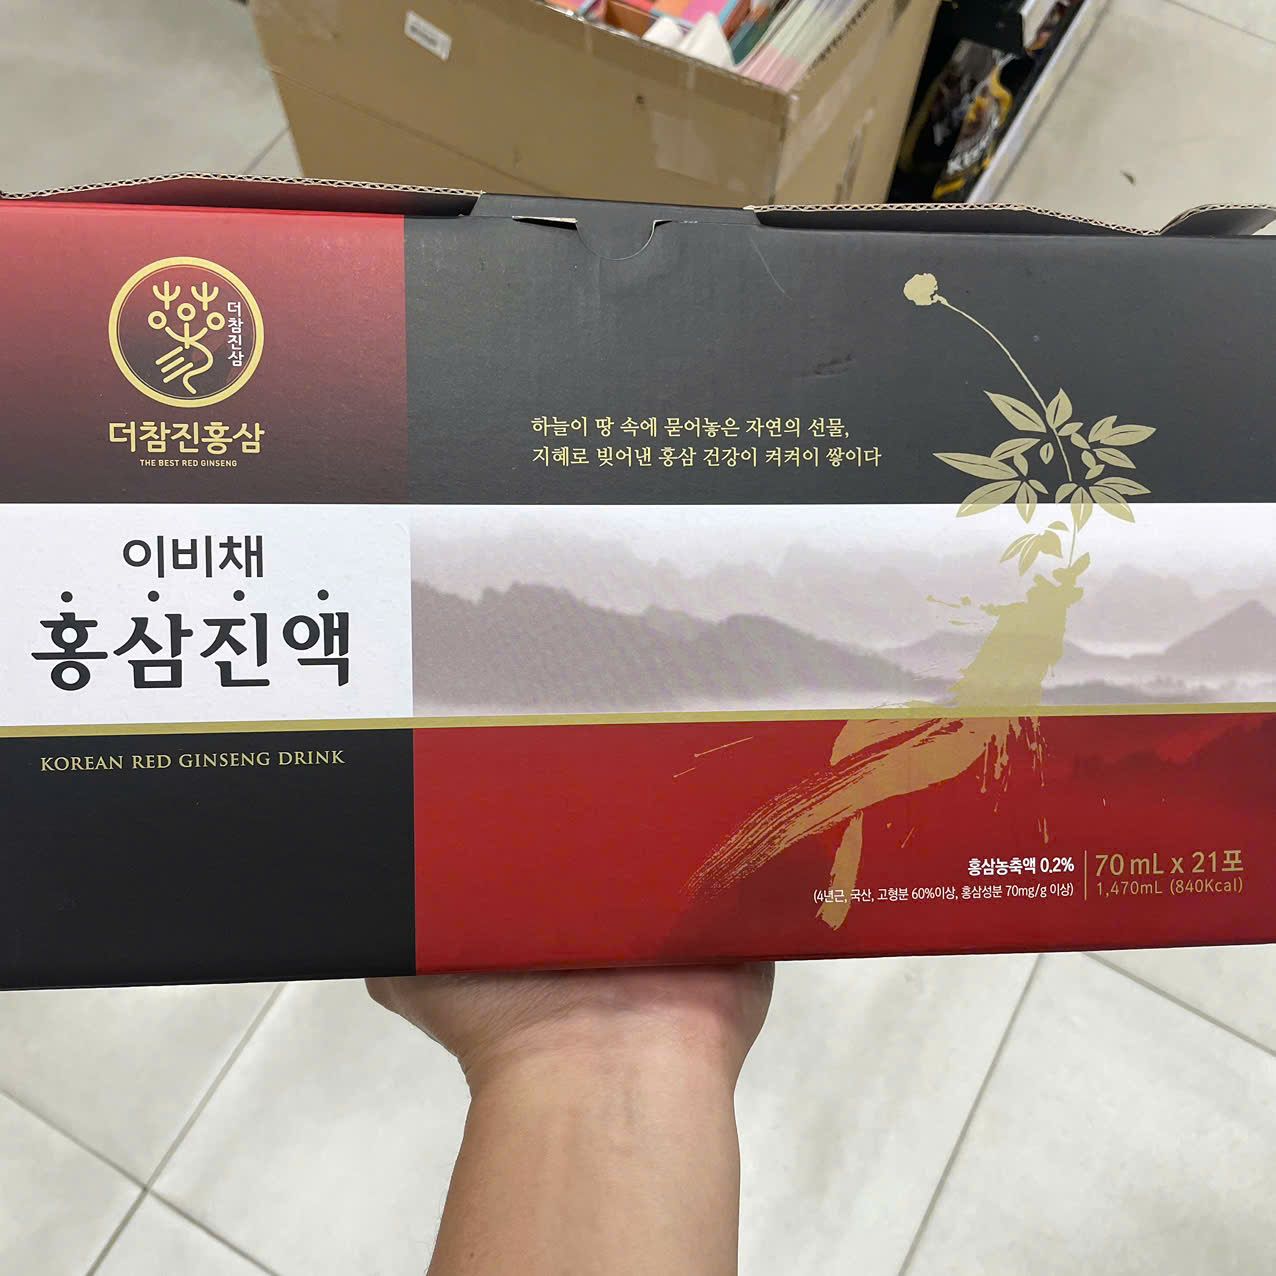 더참진삼
더참진홍삼
THE BEST RED GINSENG
하늘이 땅 속에 묻어놓은 자연의 선물,
지혜로 빚어낸 홍삼 건강이 켜켜이 쌓이다
이비채
홍삼진액
KOREAN RED GINSENG DRINK
홍삼농축액 0.2%
(4년근, 국산, 고형분 60%이상, 홍삼성분 70mg/g 이상)
70 mL x 21포
1,470mL (840Kcal)